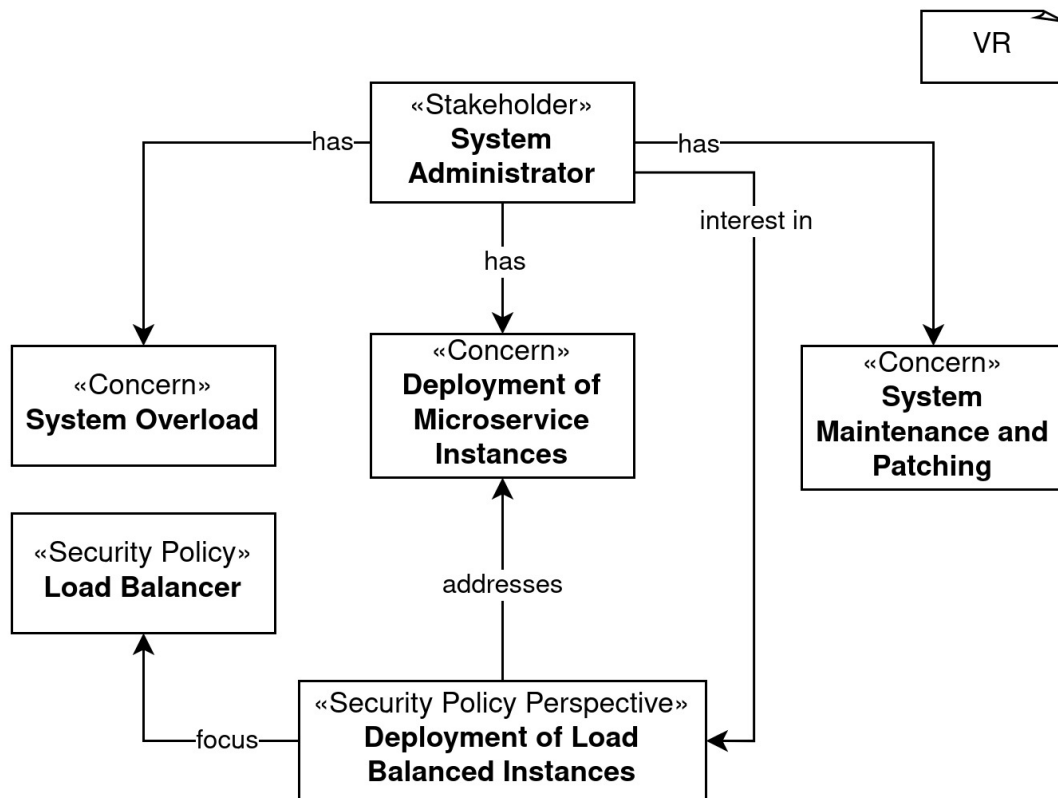 VR
«Stakeholder»
System
Administrator
has
has
interest in
has
«Concern»
System Overload
«Concern»
Deployment of
Microservice
Instances
«Concern»
System
Maintenance and
Patching
«Security Policy»
Load Balancer
addresses
«Security Policy Perspective»
Deployment of Load
Balanced Instances
focus